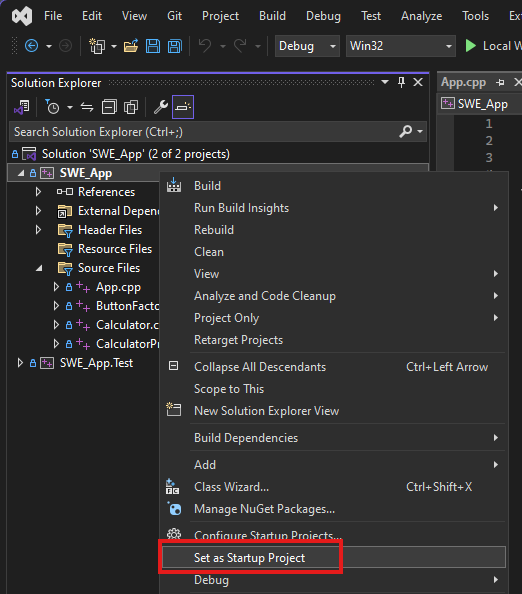 File Edit View Git Project Build Debug Test Analyze Tools
Debug Win32 Local
Solution Explorer
App.cpp
Search Solution Explorer (Ctrl+;)
SWE_App
1
2
3
Solution 'SWE_App' (2 of 2 projects)
SWE_App
References
External Depen
Header Files
Resource Files
Source Files
App.cpp
ButtonFacto
Calculator.c
CalculatorPr
SWE_App.Test
Build
Run Build Insights
Rebuild
Clean
View
Analyze and Code Cleanup
Project Only
Retarget Projects
Collapse All Descendants Ctrl+Left Arrow
Scope to This
New Solution Explorer View
Build Dependencies
Add
Class Wizard... Ctrl+Shift+X
Manage NuGet Packages...
Configure Startup Projects...
Set as Startup Project
Debug